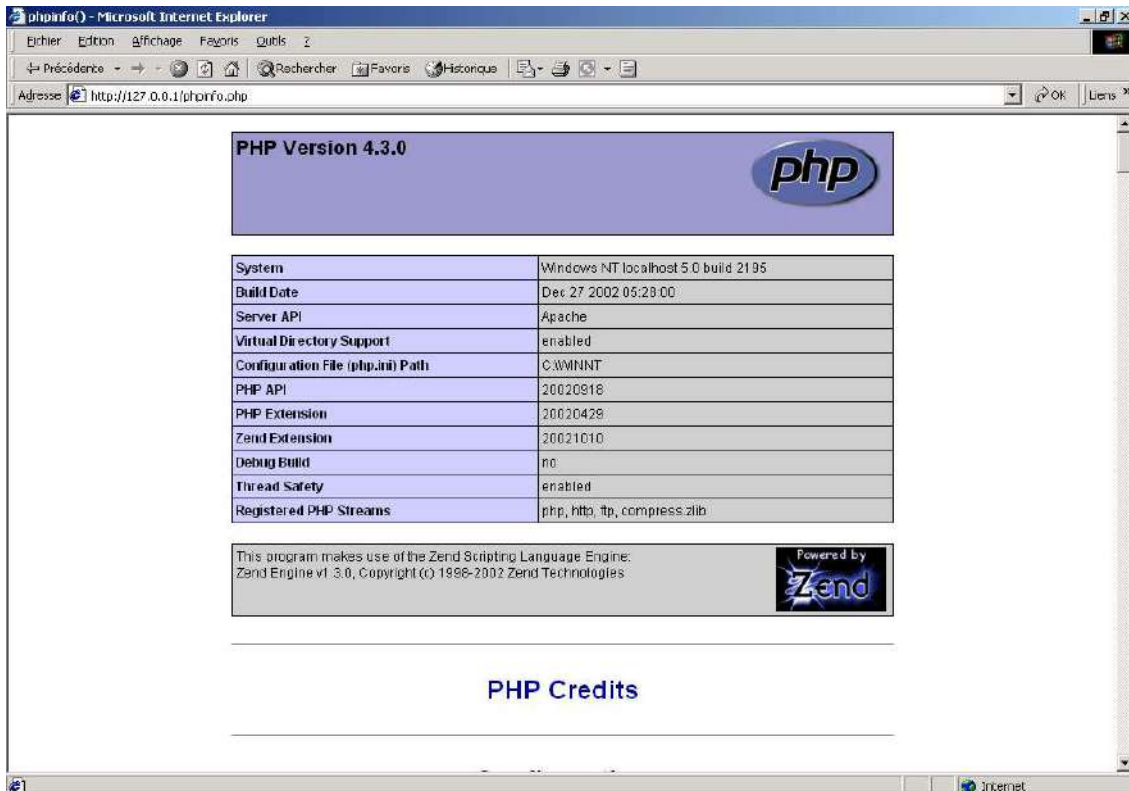 phpinfo() - Microsoft Internet Explorer
Fichier Edition Affichage Favoris Outils ?
Précédente Rechercher Favoris Historique
Adresse http://127.0.0.1/phpinfo.php OK Liens »
PHP Version 4.3.0
php
System Windows NT localhost 5.0 build 2195
Build Date Dec 27 2002 05:28:00
Server API Apache
Virtual Directory Support enabled
Configuration File (php.ini) Path C:\WINNT
PHP API 20020918
PHP Extension 20020429
Zend Extension 20021010
Debug Build no
Thread Safety enabled
Registered PHP Streams php, http, ftp, compress.zlib
This program makes use of the Zend Scripting Language Engine:
Zend Engine v1.3.0, Copyright (c) 1998-2002 Zend Technologies
Powered by
Zend
PHP Credits
Internet